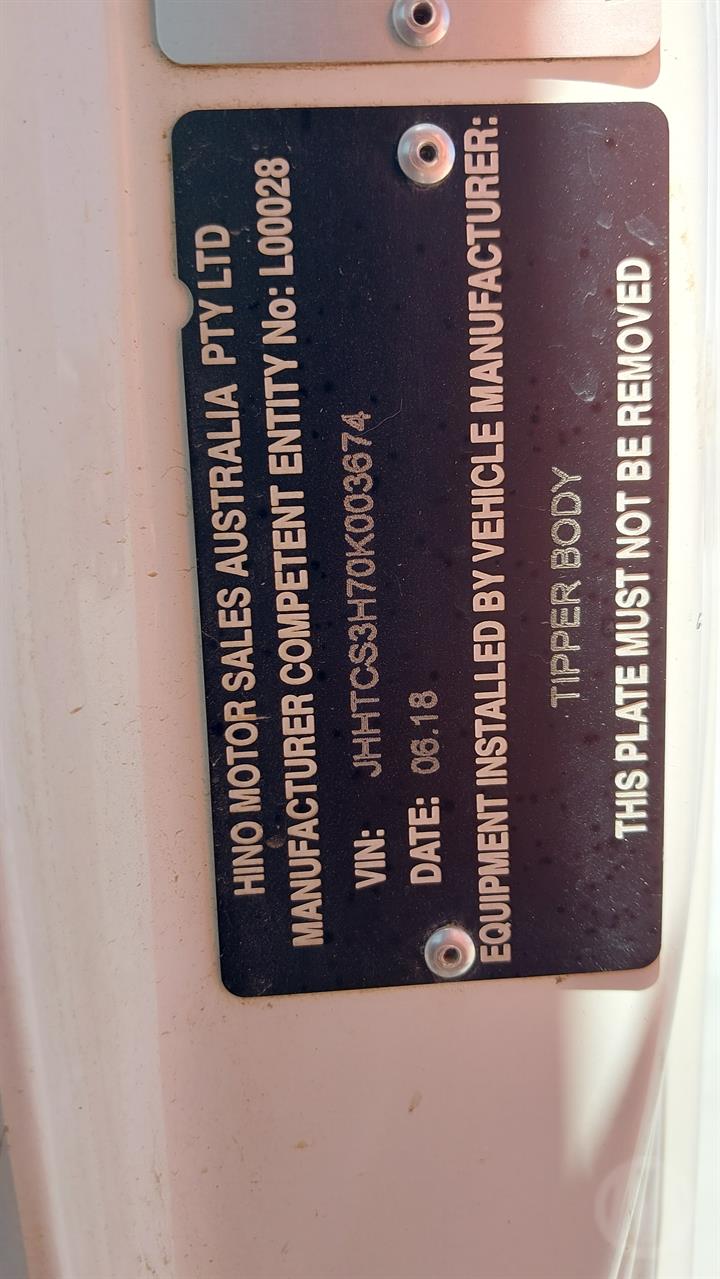 HINO MOTOR SALES AUSTRALIA PTY LTD
MANUFACTURER COMPETENT ENTITY No: L00028
VIN: JHHTCS3H70K003674
DATE: 06.18
EQUIPMENT INSTALLED BY VEHICLE MANUFACTURER:
TIPPER BODY
THIS PLATE MUST NOT BE REMOVED